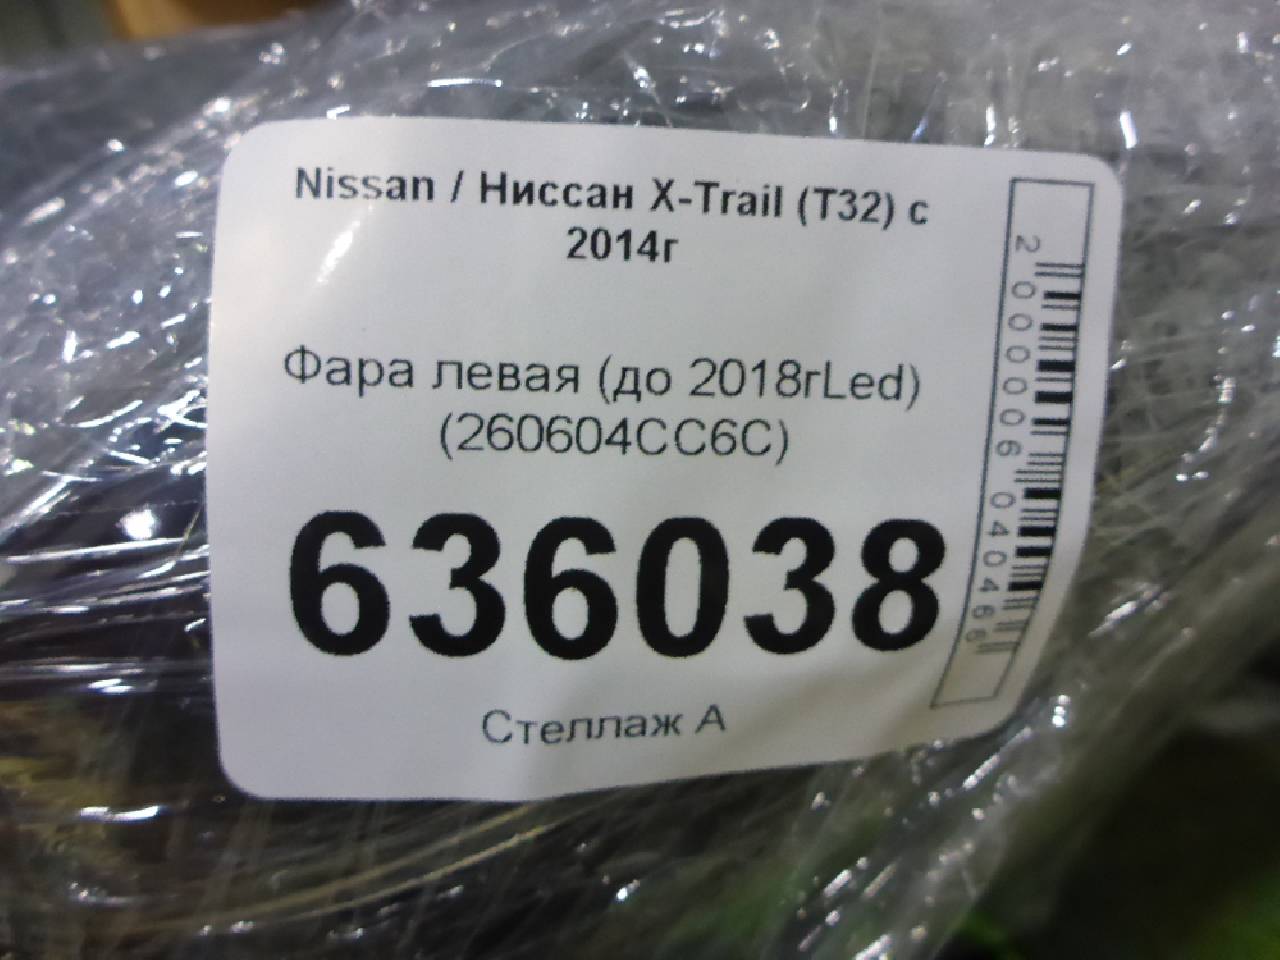 Nissan / Ниссан X-Trail (T32) с
2014г
Фара левая (до 2018гLed)
(260604CC6C)
636038
Стеллаж А
2000006040466